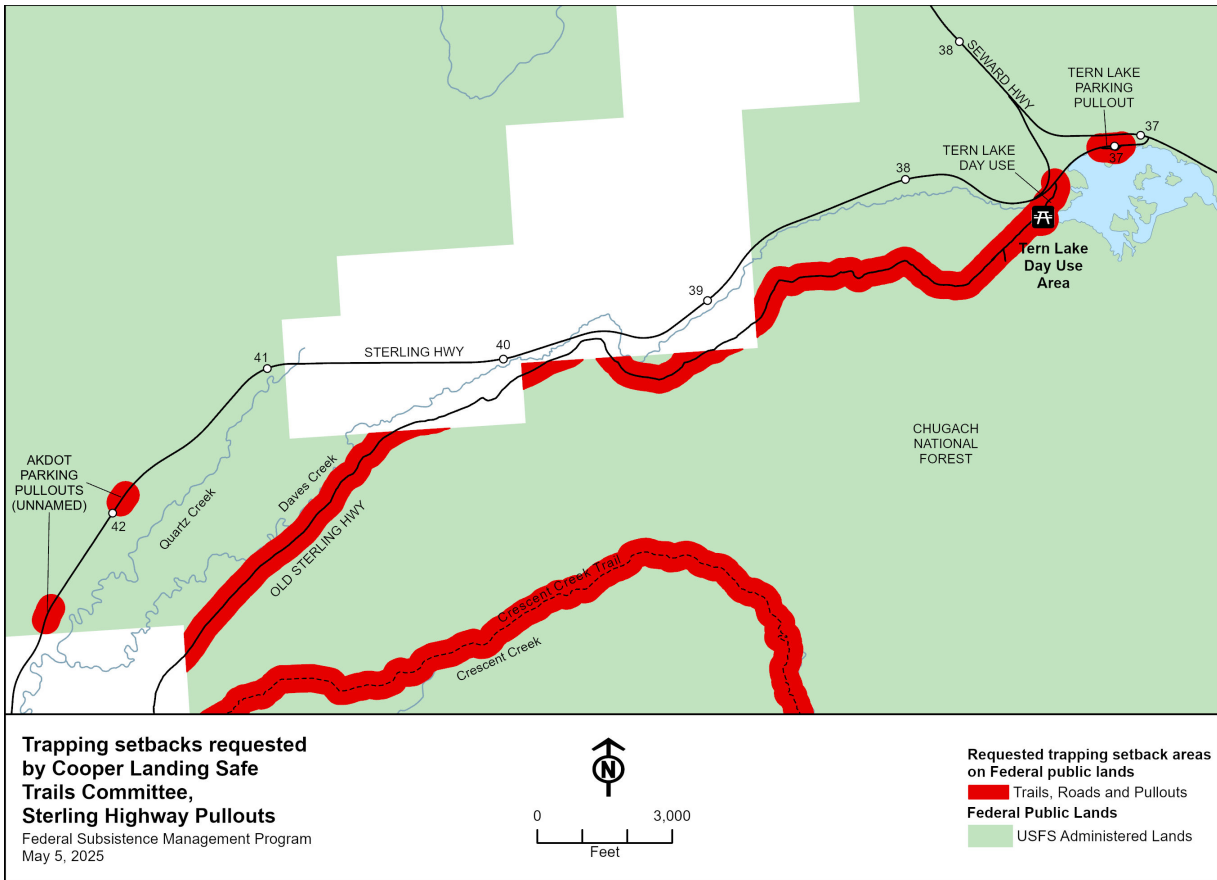 38
SEWARD HWY
TERN LAKE
PARKING
PULLOUT
37
37
TERN LAKE
DAY USE
38
Tern Lake
Day Use
Area
39
40
STERLING HWY
41
CHUGACH
NATIONAL
FOREST
AKDOT
PARKING
PULLOUTS
(UNNAMED)
42
Quartz Creek
Daves Creek
OLD STERLING HWY
Crescent Creek Trail
Crescent Creek
Trapping setbacks requested
by Cooper Landing Safe
Trails Committee,
Sterling Highway Pullouts
Federal Subsistence Management Program
May 5, 2025
N
0 3,000
Feet
Requested trapping setback areas
on Federal public lands
Trails, Roads and Pullouts
Federal Public Lands
USFS Administered Lands